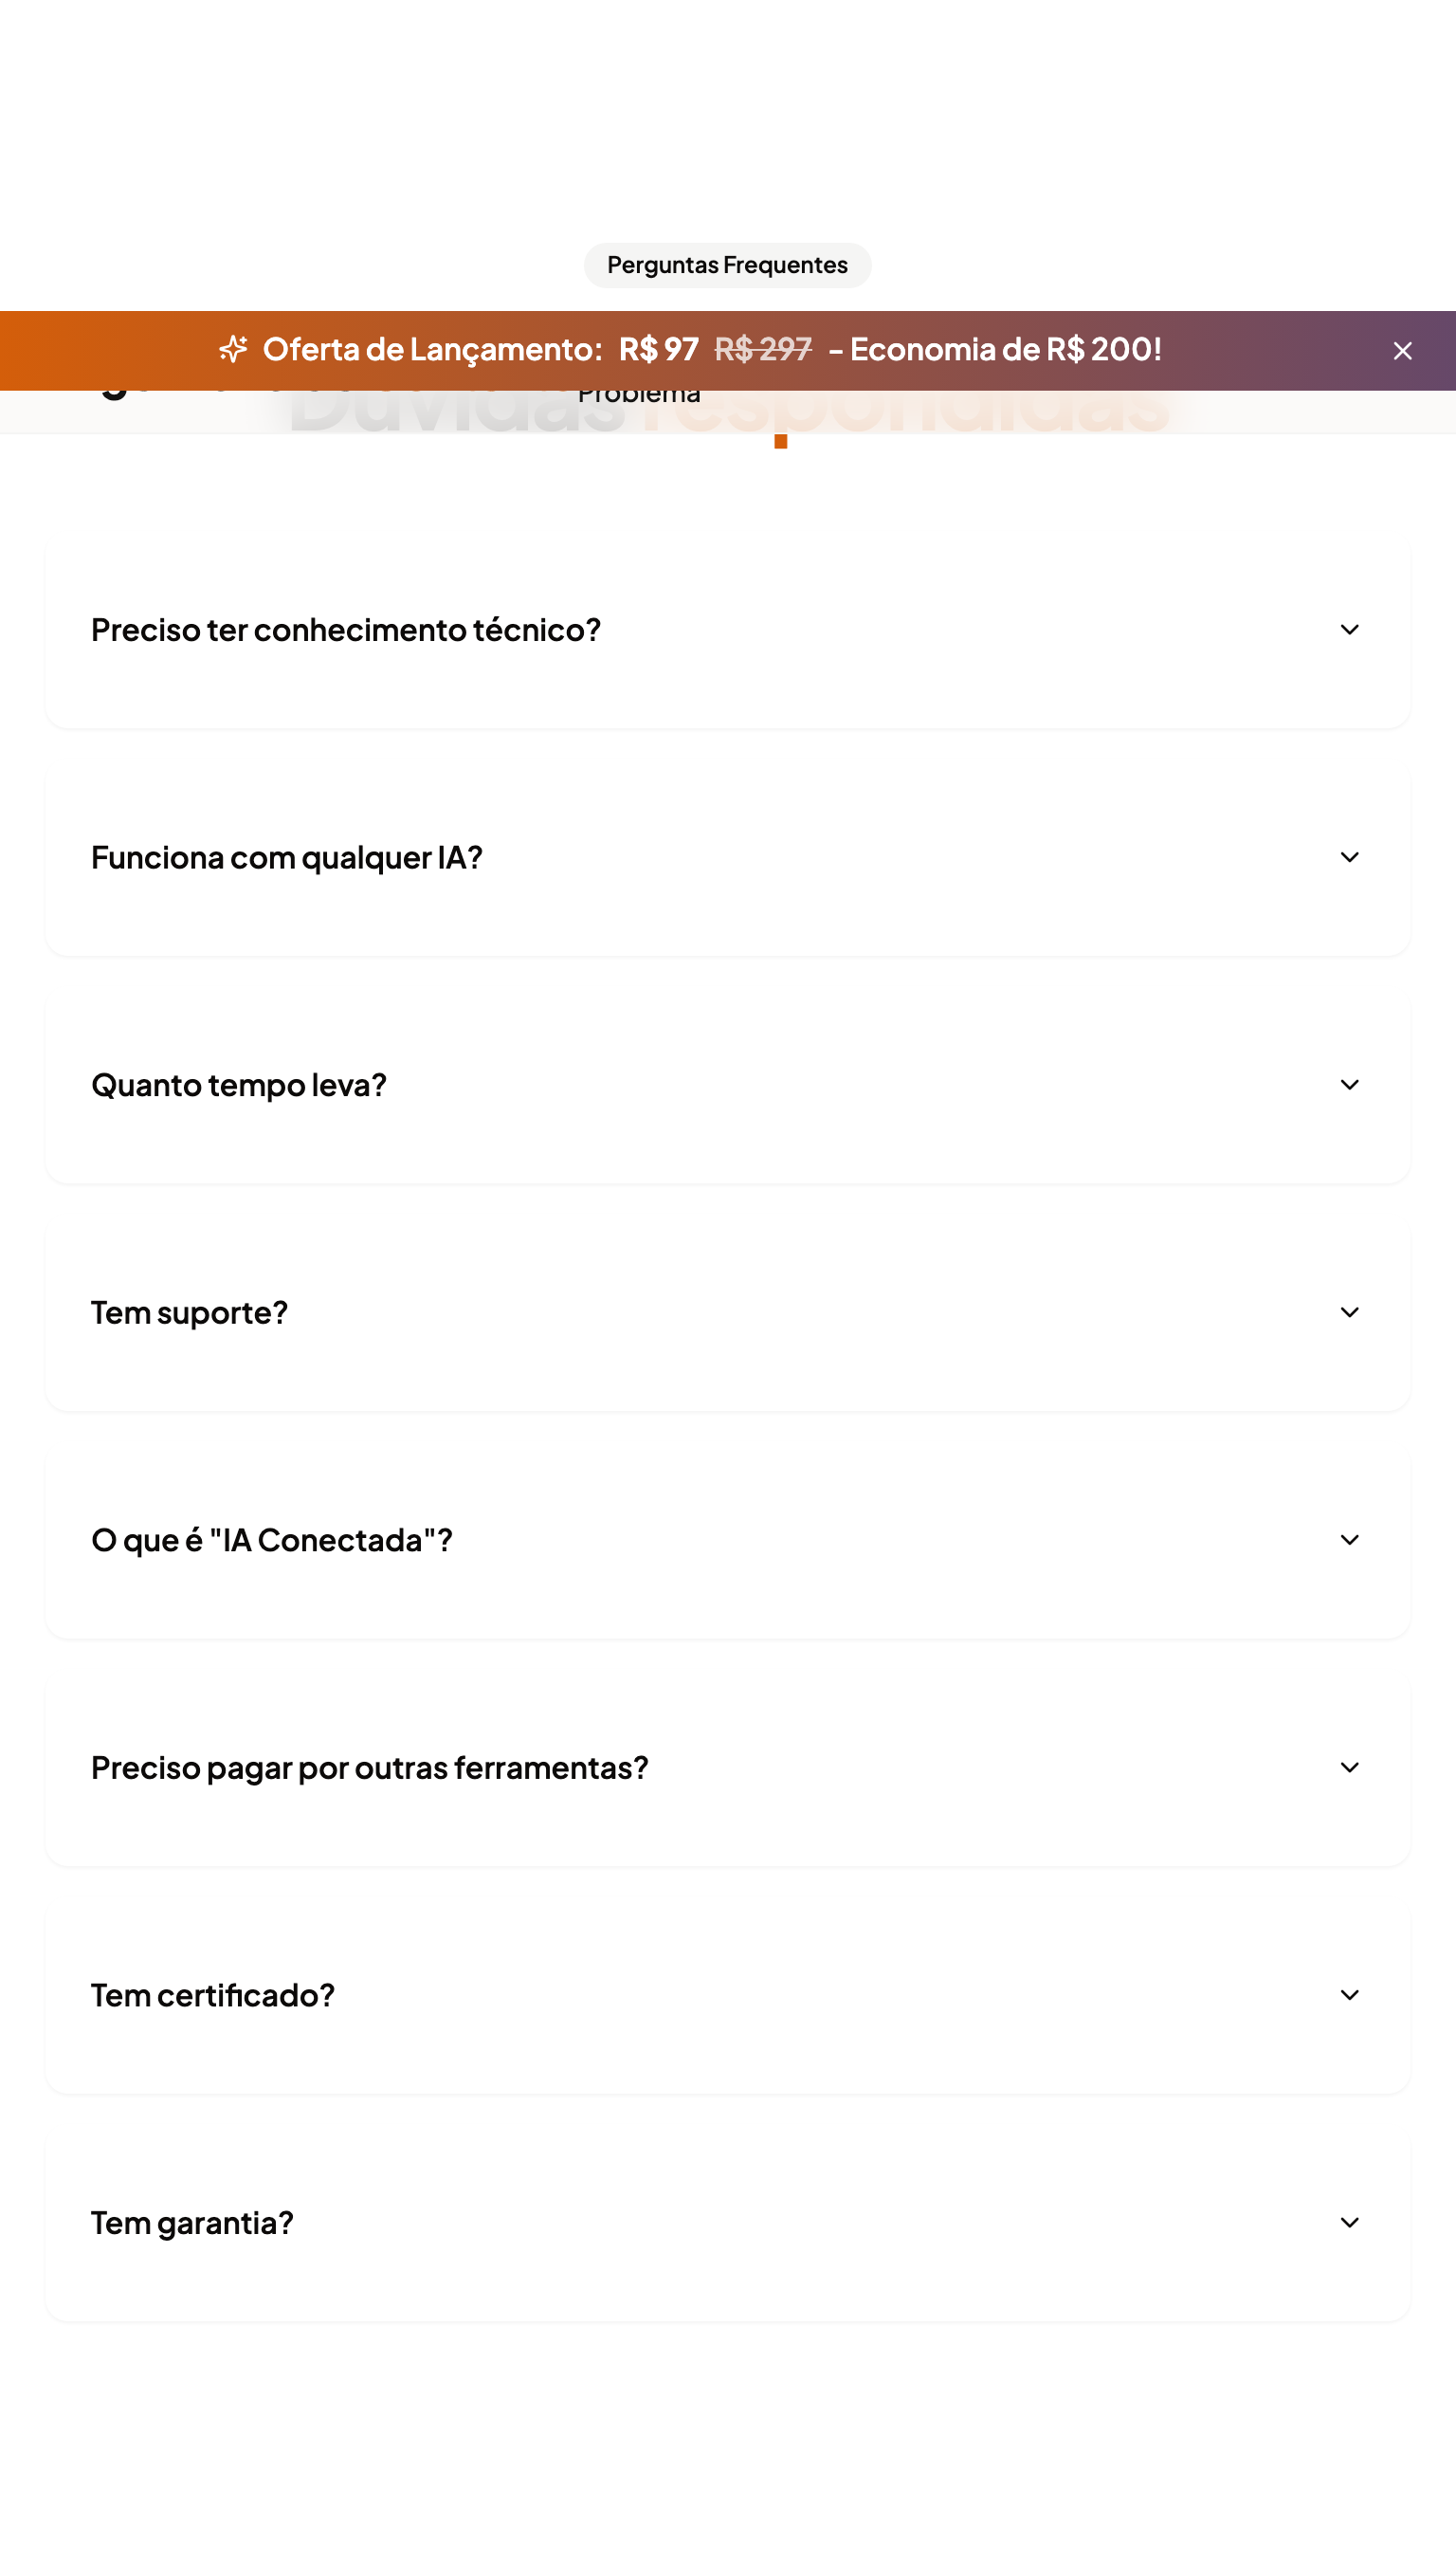 Perguntas Frequentes
Oferta de Lançamento: R$ 97 R$ 297 - Economia de R$ 200!
Problema
Dúvidas respondidas
Preciso ter conhecimento técnico?
Funciona com qualquer IA?
Quanto tempo leva?
Tem suporte?
O que é "IA Conectada"?
Preciso pagar por outras ferramentas?
Tem certificado?
Tem garantia?